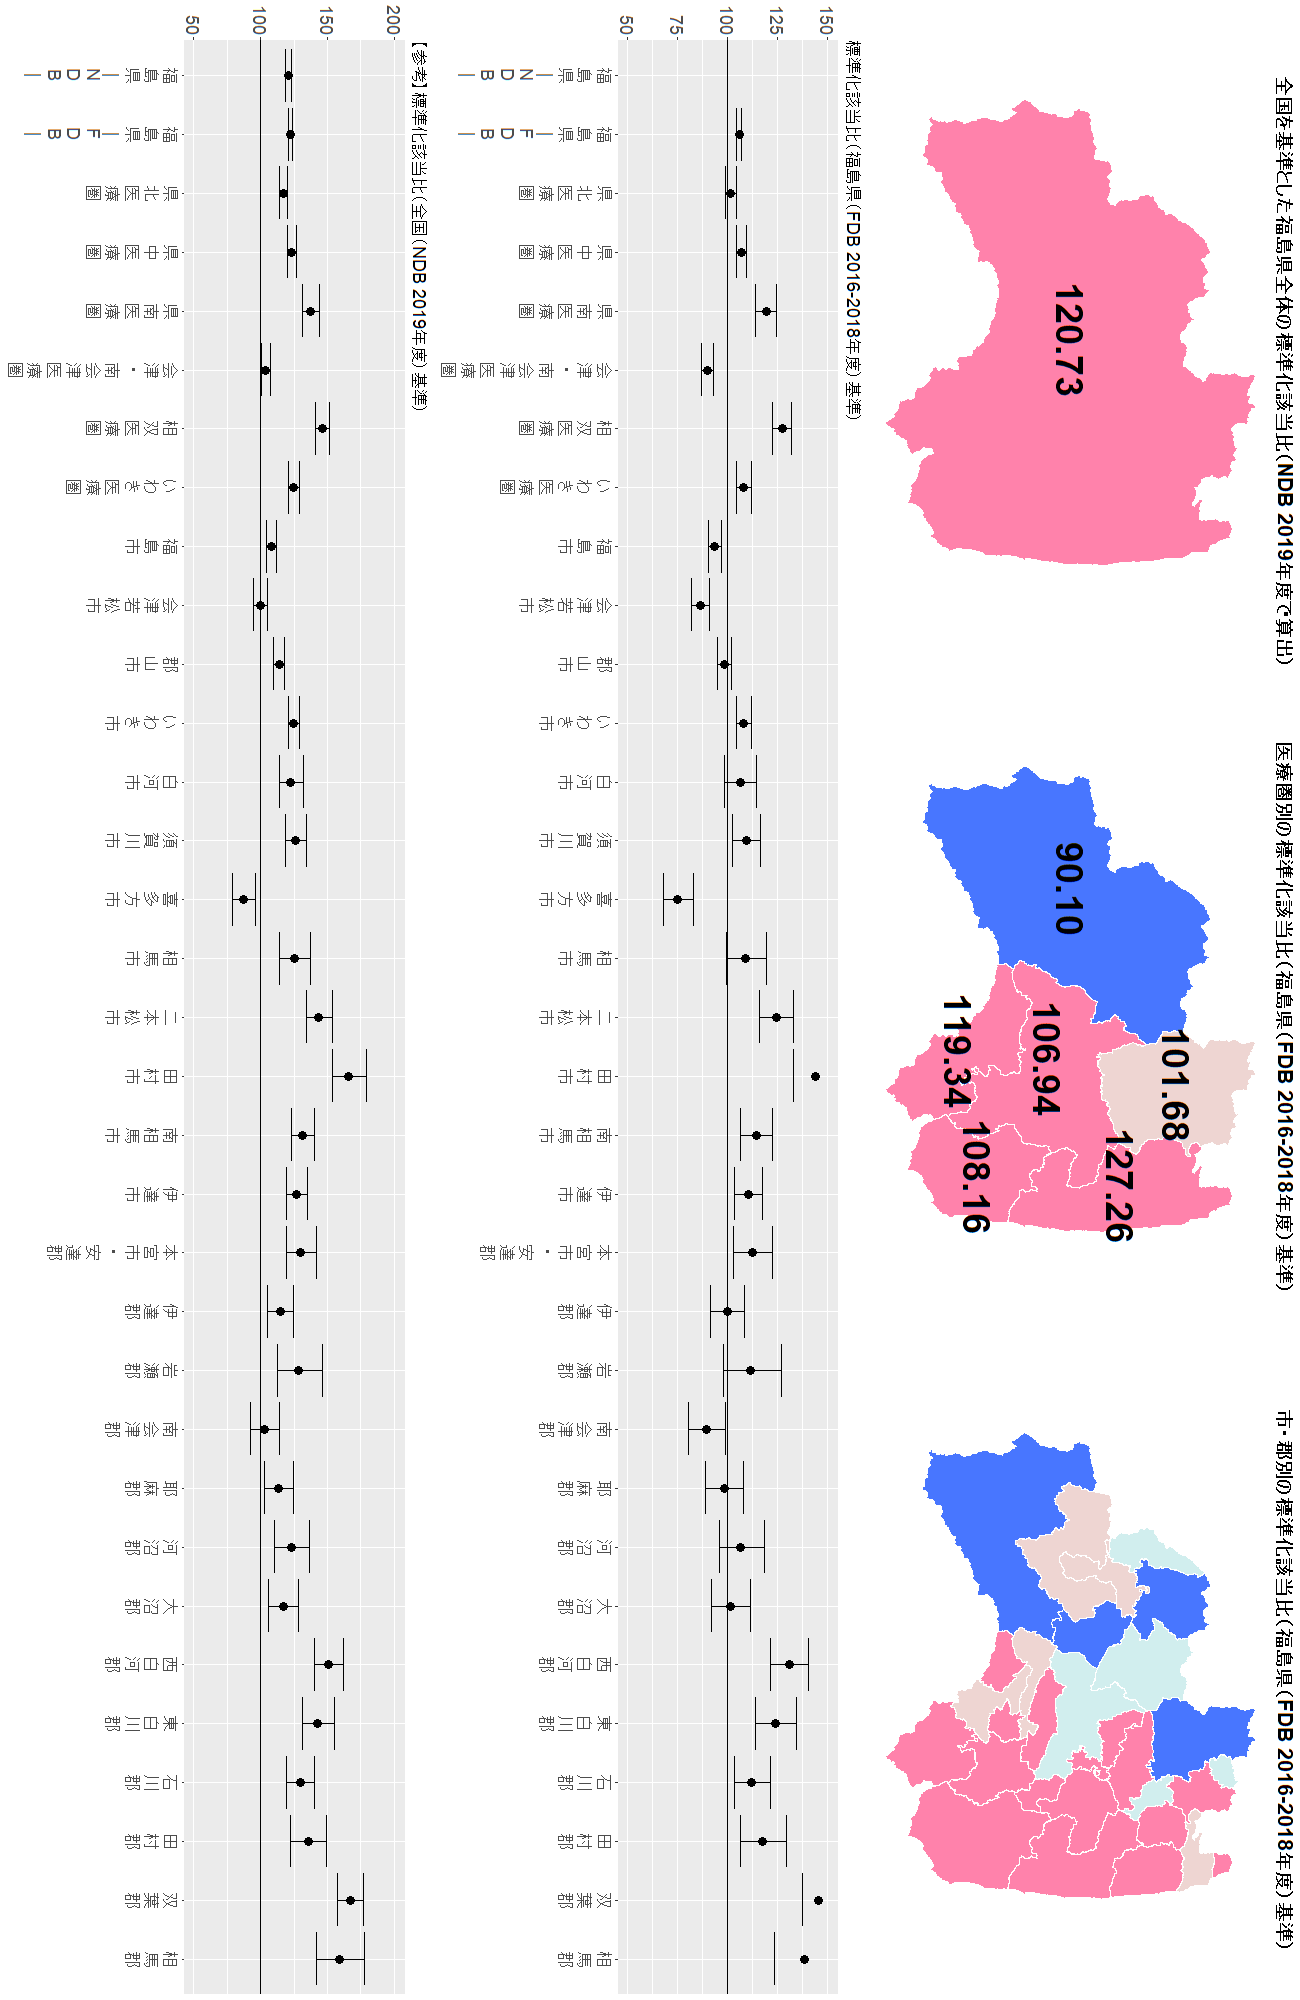 全国を基準とした福島県全体の標準化該当比(NDB 2019年度で算出)
医療圏別の標準化該当比(福島県(FDB 2016-2018年度)基準)
市・郡別の標準化該当比(福島県(FDB 2016-2018年度)基準)
120.73
90.10
101.68
106.94
127.26
119.34
108.16
標準化該当比(福島県(FDB 2016-2018年度)基準)
150
125
100
75
50
福島県|NDB|
福島県|FDB|
県北医療圏
県中医療圏
県南医療圏
会津・南会津医療圏
相双医療圏
いわき医療圏
福島市
会津若松市
郡山市
いわき市
白河市
須賀川市
喜多方市
相馬市
二本松市
田村市
南相馬市
伊達市
本宮市・安達郡
伊達郡
岩瀬郡
南会津郡
耶麻郡
河沼郡
大沼郡
西白河郡
東白川郡
石川郡
田村郡
双葉郡
相馬郡
【参考】標準化該当比(全国(NDB 2019年度)基準)
200
150
100
50
福島県|NDB|
福島県|FDB|
県北医療圏
県中医療圏
県南医療圏
会津・南会津医療圏
相双医療圏
いわき医療圏
福島市
会津若松市
郡山市
いわき市
白河市
須賀川市
喜多方市
相馬市
二本松市
田村市
南相馬市
伊達市
本宮市・安達郡
伊達郡
岩瀬郡
南会津郡
耶麻郡
河沼郡
大沼郡
西白河郡
東白川郡
石川郡
田村郡
双葉郡
相馬郡